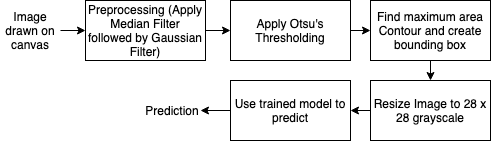 Image
drawn on
canvas
Preprocessing (Apply
Median Filter
followed by Gaussian
Filter)
Apply Otsu's
Thresholding
Find maximum area
Contour and create
bounding box
Resize Image to 28 x
28 grayscale
Use trained model to
predict
Prediction